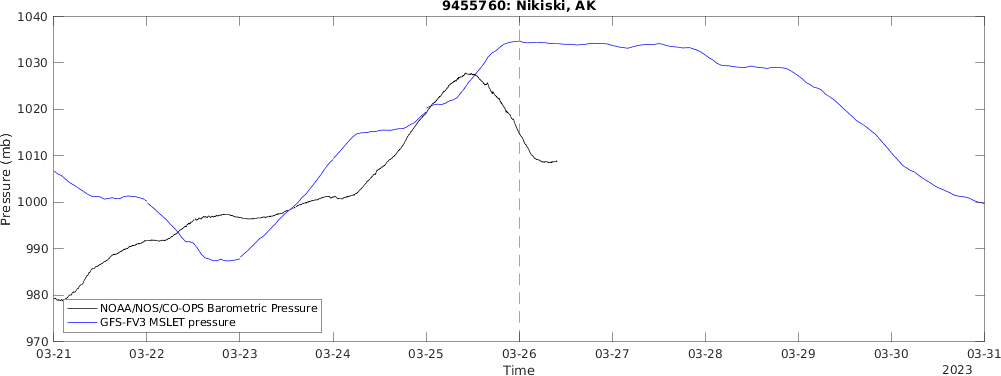 9455760: Nikiski, AK
1040
1030
1020
1010
1000
990
980
970
Pressure (mb)
NOAA/NOS/CO-OPS Barometric Pressure
GFS-FV3 MSLET pressure
03-21 03-22 03-23 03-24 03-25 03-26 03-27 03-28 03-29 03-30 03-31
Time
2023